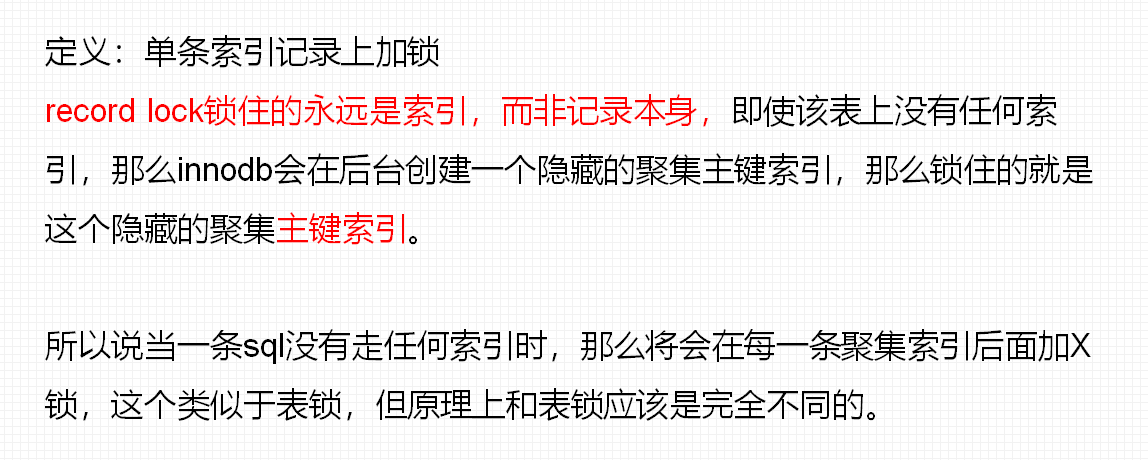 定义：单条索引记录上加锁
record lock锁住的永远是索引，而非记录本身，即使该表上没有任何索
引，那么innodb会在后台创建一个隐藏的聚集主键索引，那么锁住的就是
这个隐藏的聚集主键索引。
所以说当一条sql没有走任何索引时，那么将会在每一条聚集索引后面加X
锁，这个类似于表锁，但原理上和表锁应该是完全不同的。